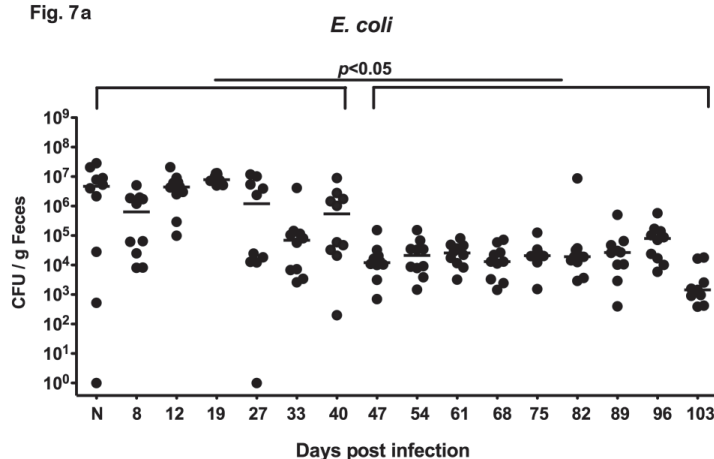 Fig. 7a
E. coli
p<0.05
10⁹
10⁸
10⁷
10⁶
10⁵
10⁴
10³
10²
10¹
10⁰
CFU / g Feces
N 8 12 19 27 33 40 47 54 61 68 75 82 89 96 103
Days post infection